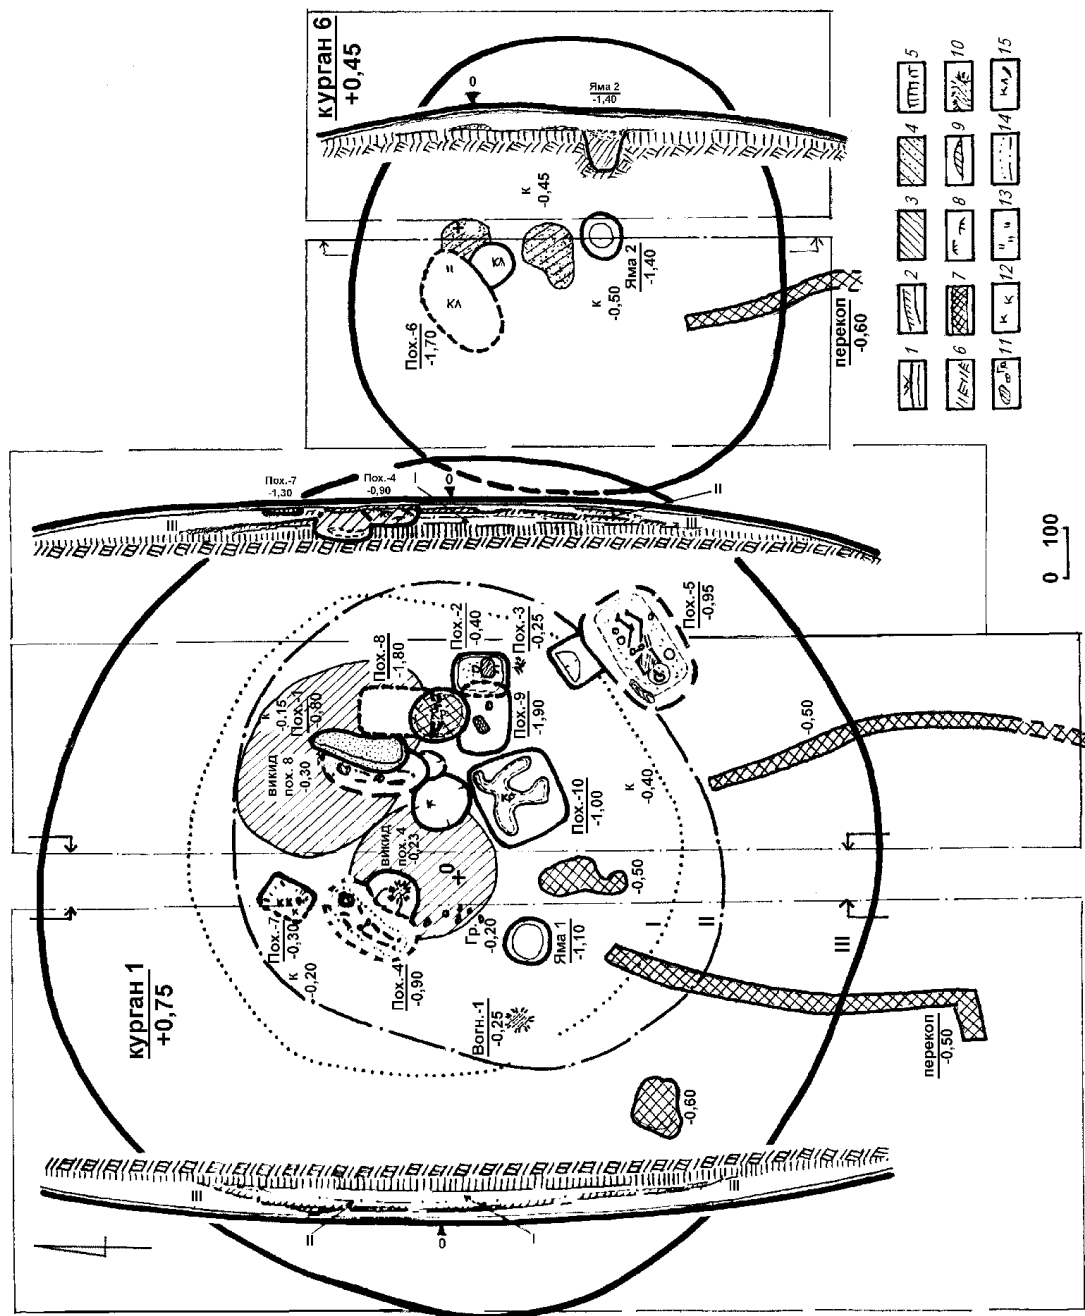 курган 6
+0,45
0
Яма 2
-1,40
к
-0,45
Пох.-6
-1,70
КЛ
КЛ
"
+
к
-0,50
Яма 2
-1,40
перекоп
-0,60
1
2
3
4
5
6
7
8
9
10
11
12
13
14
15
Гр.
к к
" "
КЛ
0 100
Пох.-7
-1,30
Пох.-4
-0,90
I
0
II
III
III
курган 1
+0,75
к
-0,15
Пох.-1
-0,80
Пох.-8
-1,80
Пох.-2
-0,40
Пох.-3
-0,25
Пох.-9
-1,90
Пох.-5
-0,95
викид
пох. 8
-0,30
викид
пох. 4
-0,23
0
+
к
Пох.-10
-1,00
к
-0,40
-0,50
-0,50
Пох.-7
-0,30
к
-0,20
Пох.-4
-0,90
Гр.
-0,20
Яма 1
-1,10
Вогн.-1
-0,25
I
II
III
перекоп
-0,50
-0,60
III
II
0
I
III